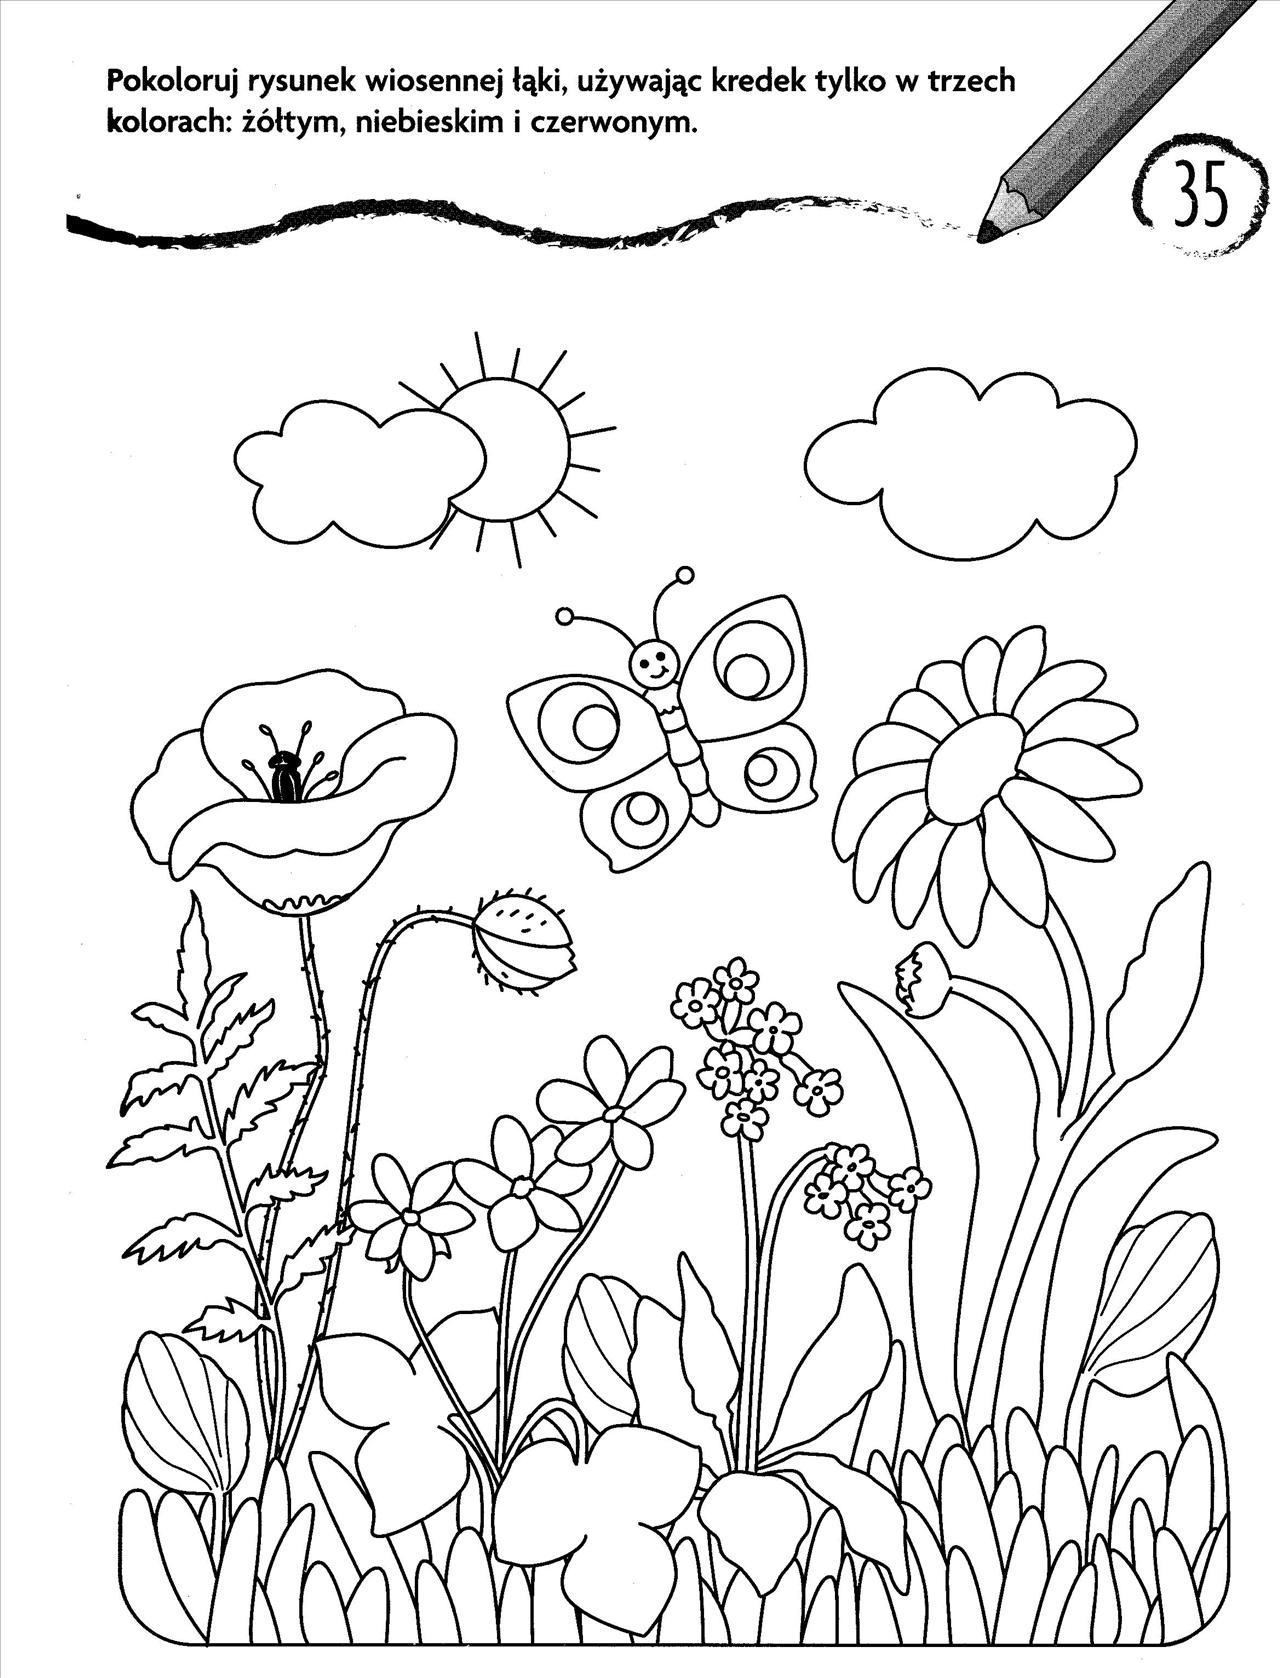 Pokoloruj rysunek wiosennej łąki, używając kredek tylko w trzech
kolorach: żółtym, niebieskim i czerwonym.
35